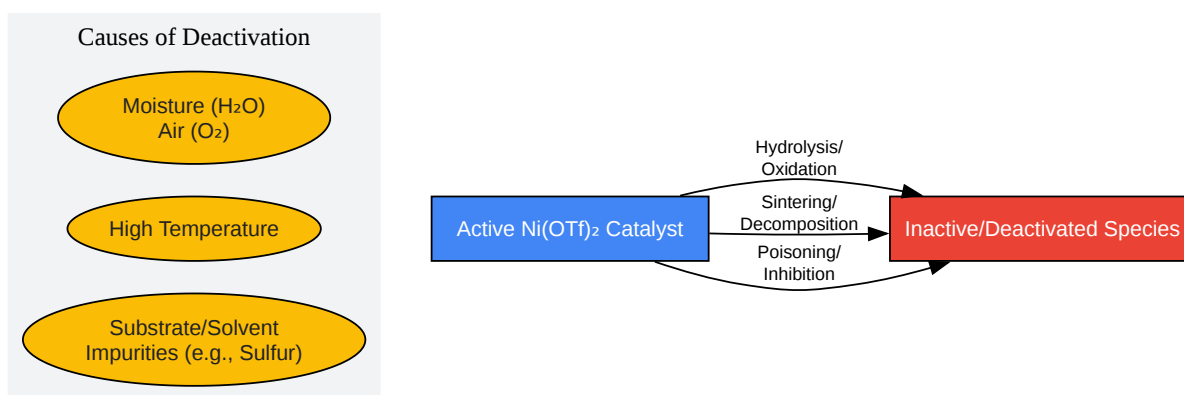 Causes of Deactivation
Moisture (H₂O)
Air (O₂)
High Temperature
Substrate/Solvent
Impurities (e.g., Sulfur)
Active Ni(OTf)₂ Catalyst
Hydrolysis/
Oxidation
Sintering/
Decomposition
Poisoning/
Inhibition
Inactive/Deactivated Species